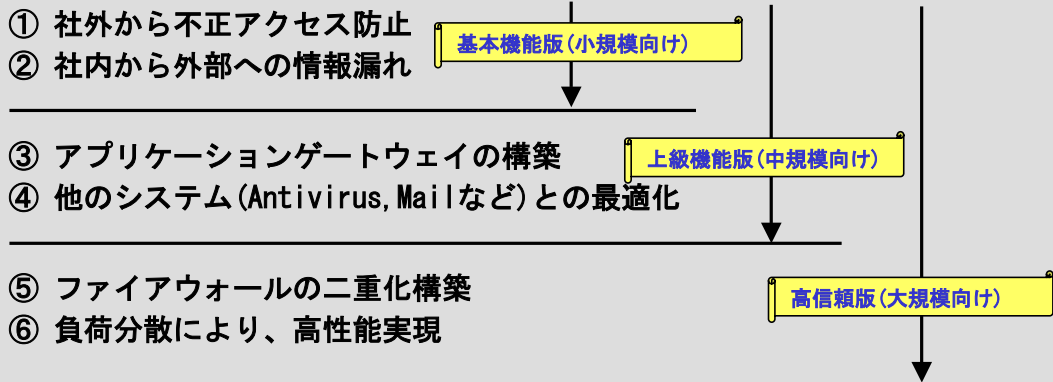 ① 社外から不正アクセス防止
基本機能版(小規模向け)
② 社内から外部への情報漏れ
③ アプリケーションゲートウェイの構築
上級機能版(中規模向け)
④ 他のシステム(Antivirus,Mailなど)との最適化
⑤ ファイアウォールの二重化構築
高信頼版(大規模向け)
⑥ 負荷分散により、高性能実現